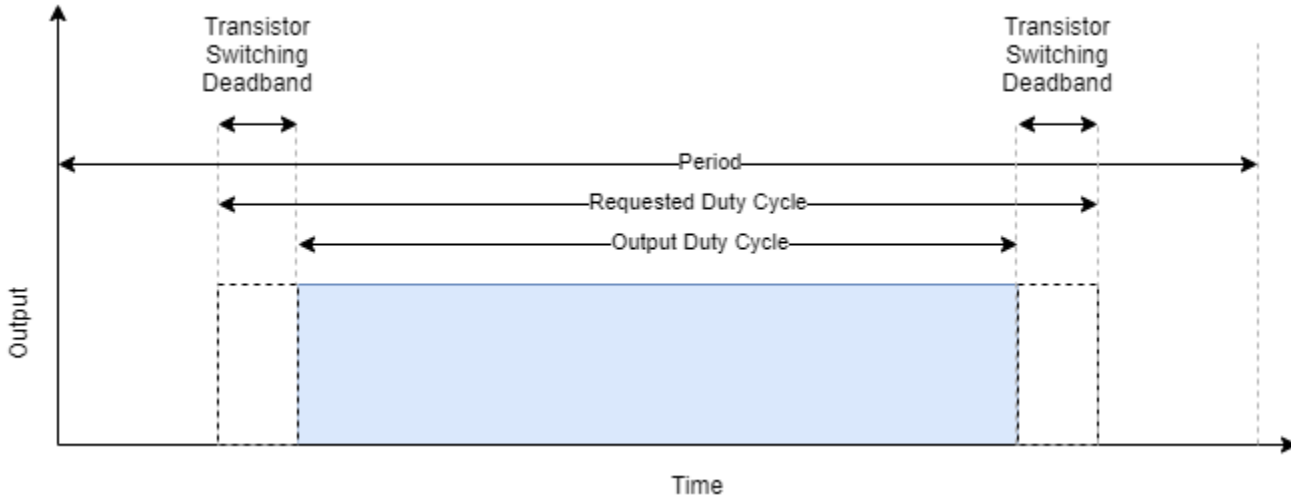 Transistor
Switching
Deadband
Transistor
Switching
Deadband
Period
Requested Duty Cycle
Output Duty Cycle
Output
Time